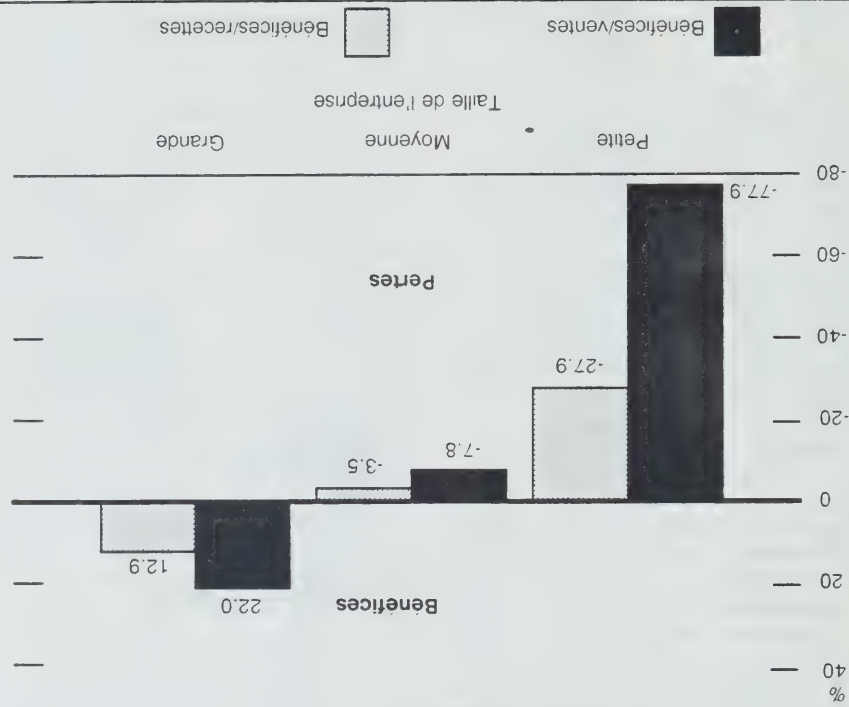 %
40
20
Bénéfices
22.0
12.9
0
-7.8
-3.5
-20
-27.9
-40
Pertes
-60
-77.9
-80
Petite Moyenne Grande
Taille de l'entreprise
Bénéfices/ventes Bénéfices/recettes